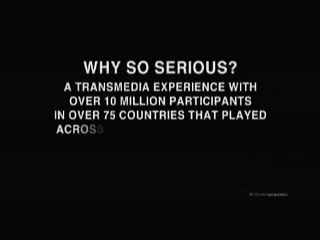 WHY SO SERIOUS?
A TRANSMEDIA EXPERIENCE WITH
OVER 10 MILLION PARTICIPANTS
IN OVER 75 COUNTRIES THAT PLAYED
ACROSS